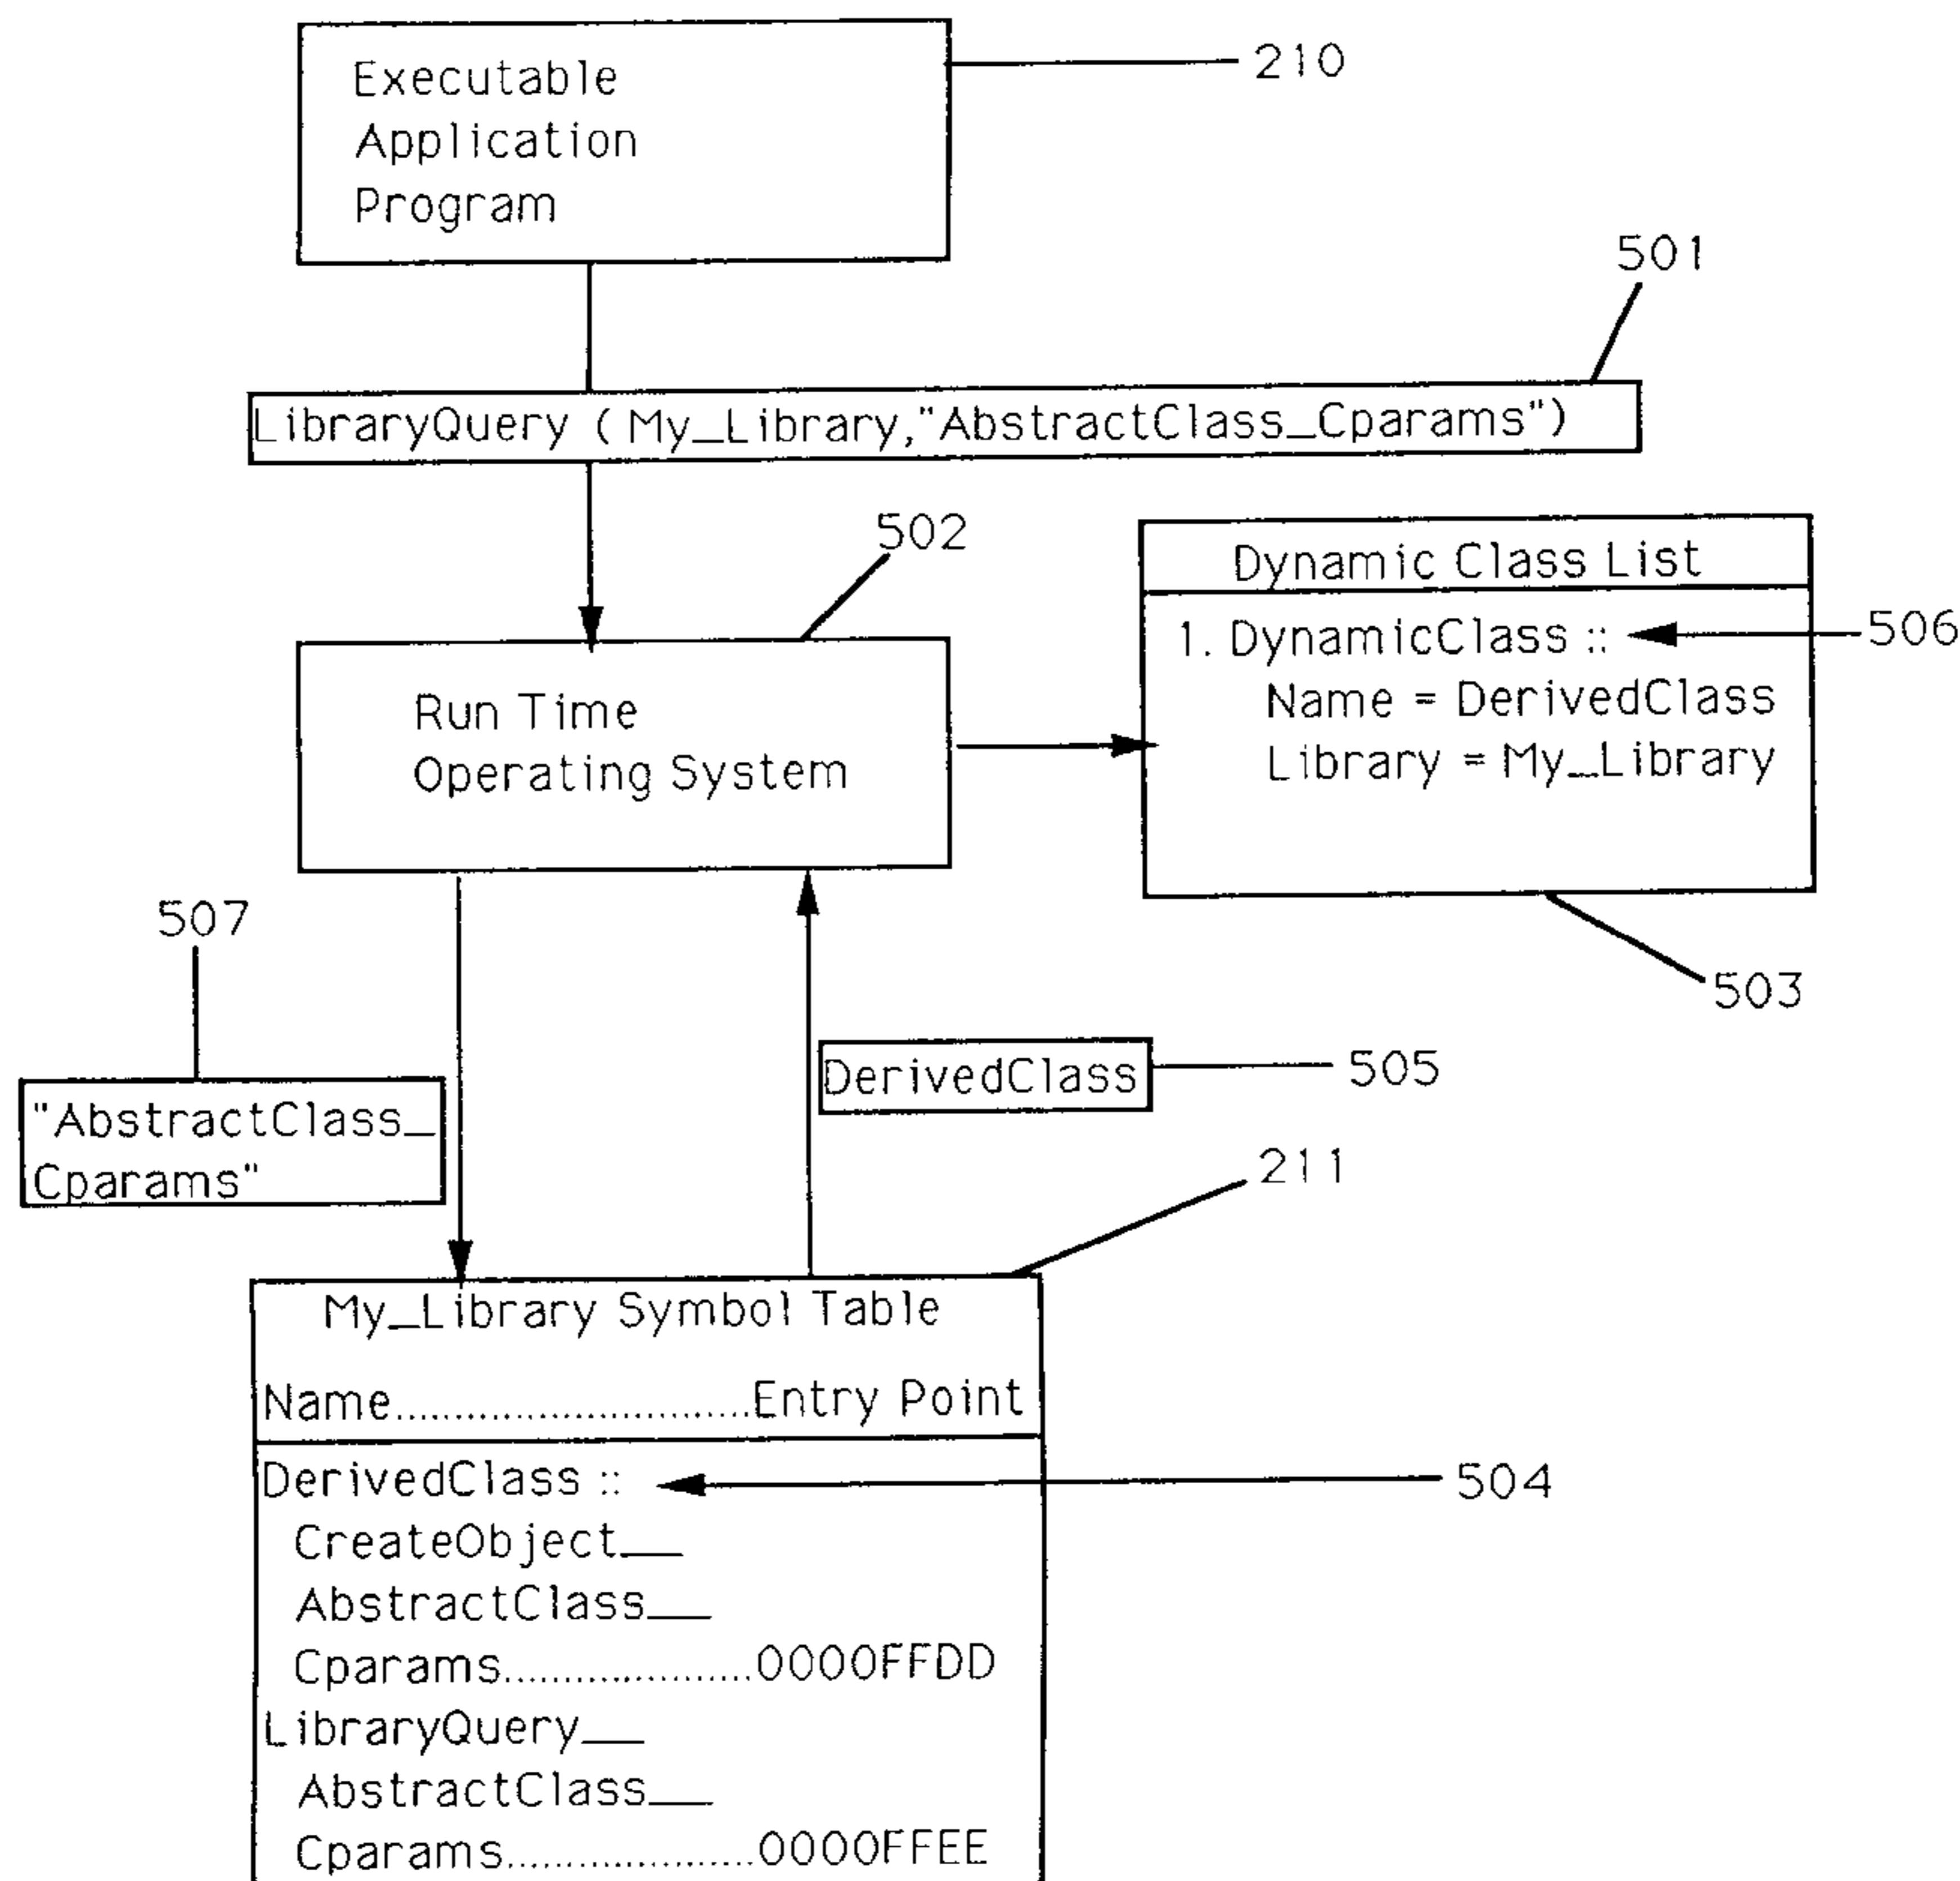 Executable
Application
Program
210
501
LibraryQuery (My_Library,"AbstractClass_Cparams")
502
Dynamic Class List
1. DynamicClass ::
506
Name = DerivedClass
Library = My_Library
Run Time
Operating System
507
503
DerivedClass
505
"AbstractClass_
Cparams"
211
My_Library Symbol Table
Name..............................Entry Point
DerivedClass ::
504
CreateObject__
AbstractClass__
Cparams.....................0000FFDD
LibraryQuery__
AbstractClass__
Cparams.....................0000FFEE